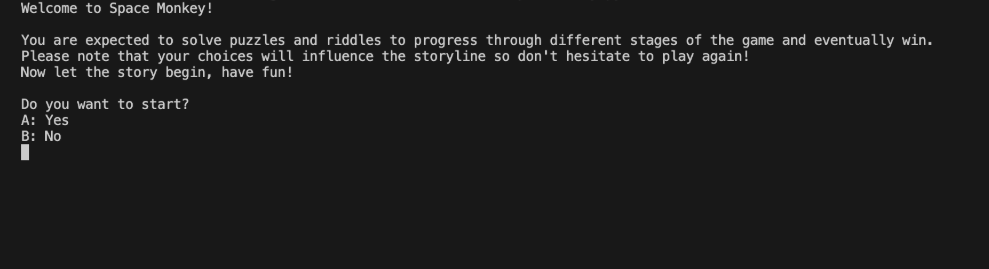 Welcome to Space Monkey!
You are expected to solve puzzles and riddles to progress through different stages of the game and eventually win.
Please note that your choices will influence the storyline so don't hesitate to play again!
Now let the story begin, have fun!
Do you want to start?
A: Yes
B: No